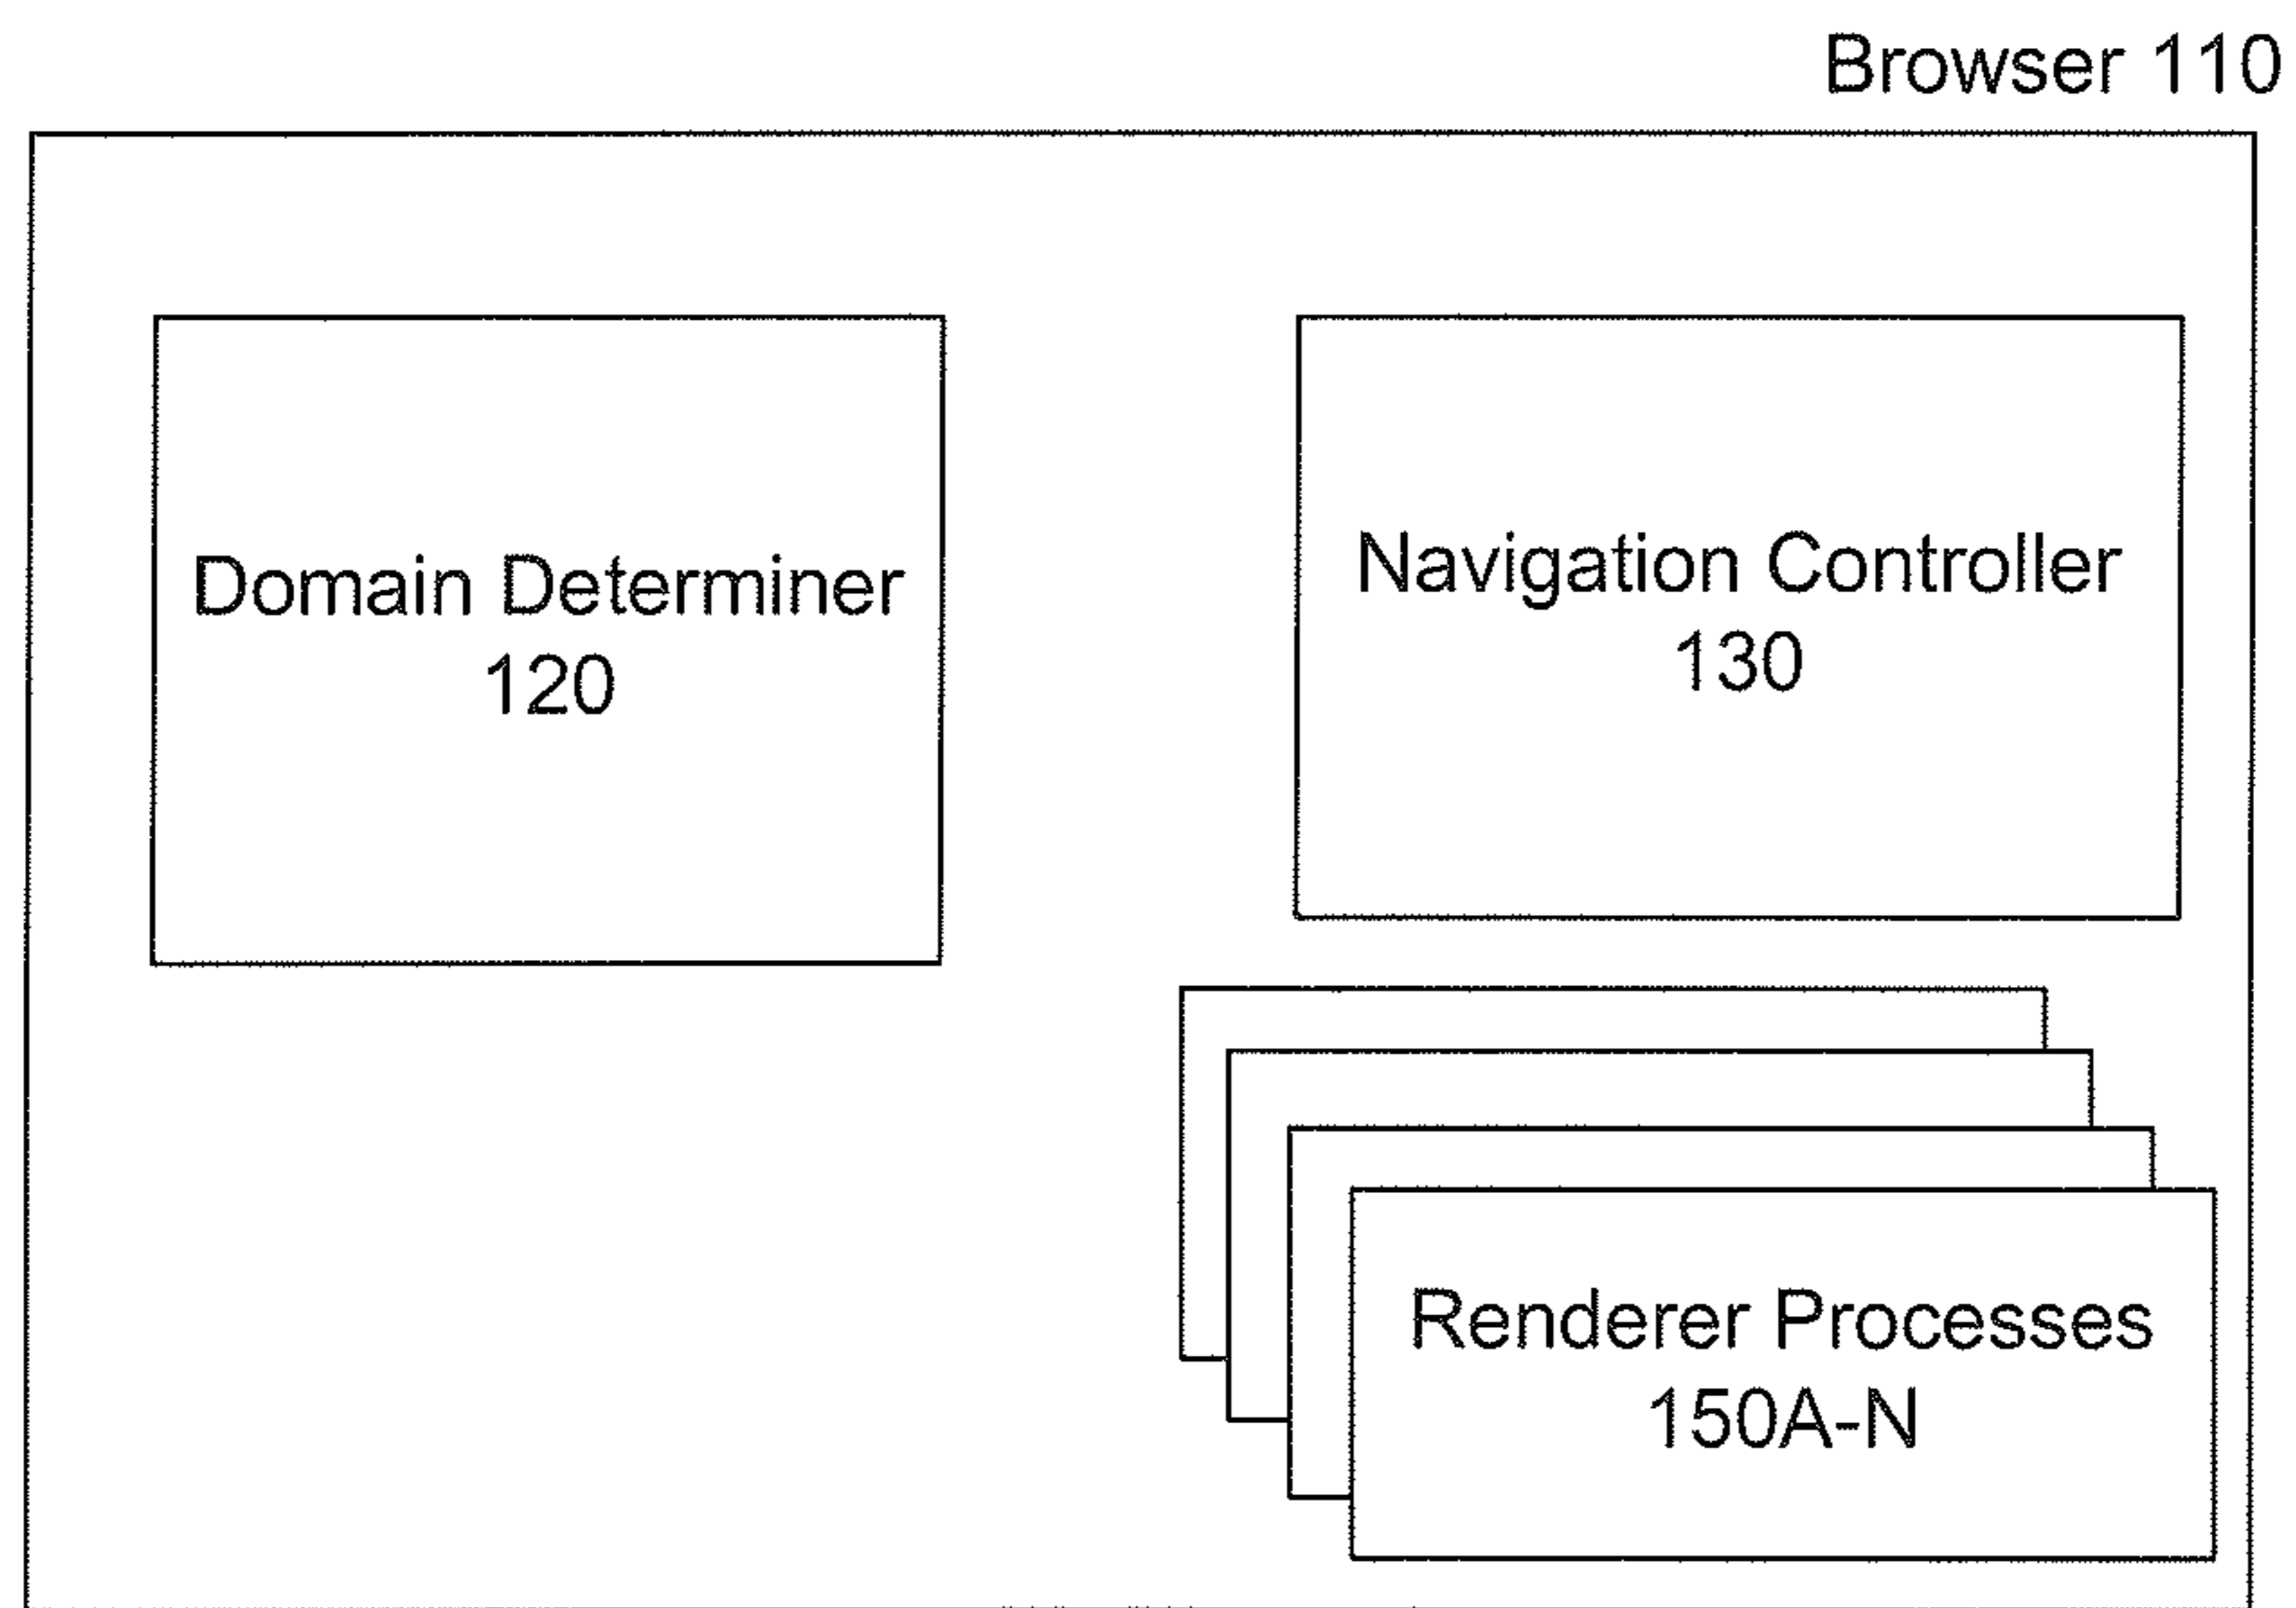 Browser 110
Domain Determiner
120
Navigation Controller
130
Renderer Processes
150A-N